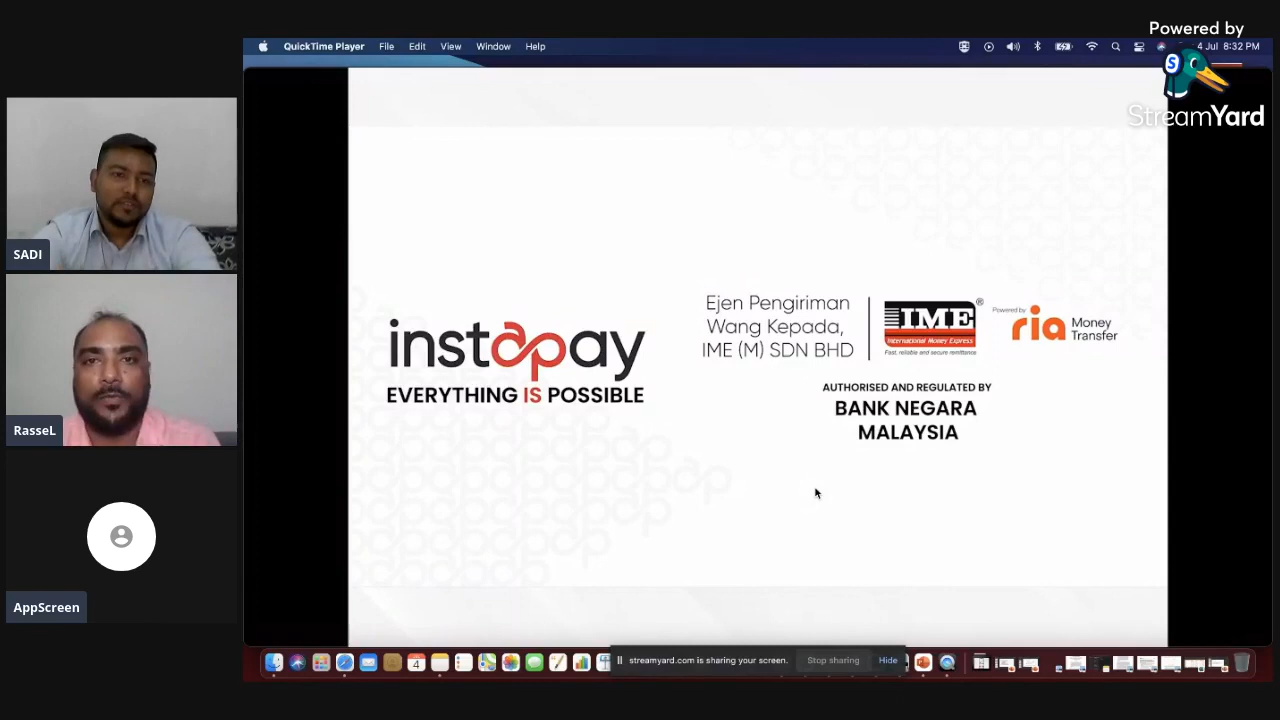 Powered by
StreamYard
QuickTime Player File Edit View Window Help
4 Jul 8:32 PM
SADI
RasseL
AppScreen
instapay
EVERYTHING IS POSSIBLE
Ejen Pengiriman
Wang Kepada,
IME (M) SDN BHD
IME®
International Money Express
Fast, reliable and secure remittance
Powered by
ria Money
Transfer
AUTHORISED AND REGULATED BY
BANK NEGARA
MALAYSIA
4
streamyard.com is sharing your screen. Stop sharing Hide